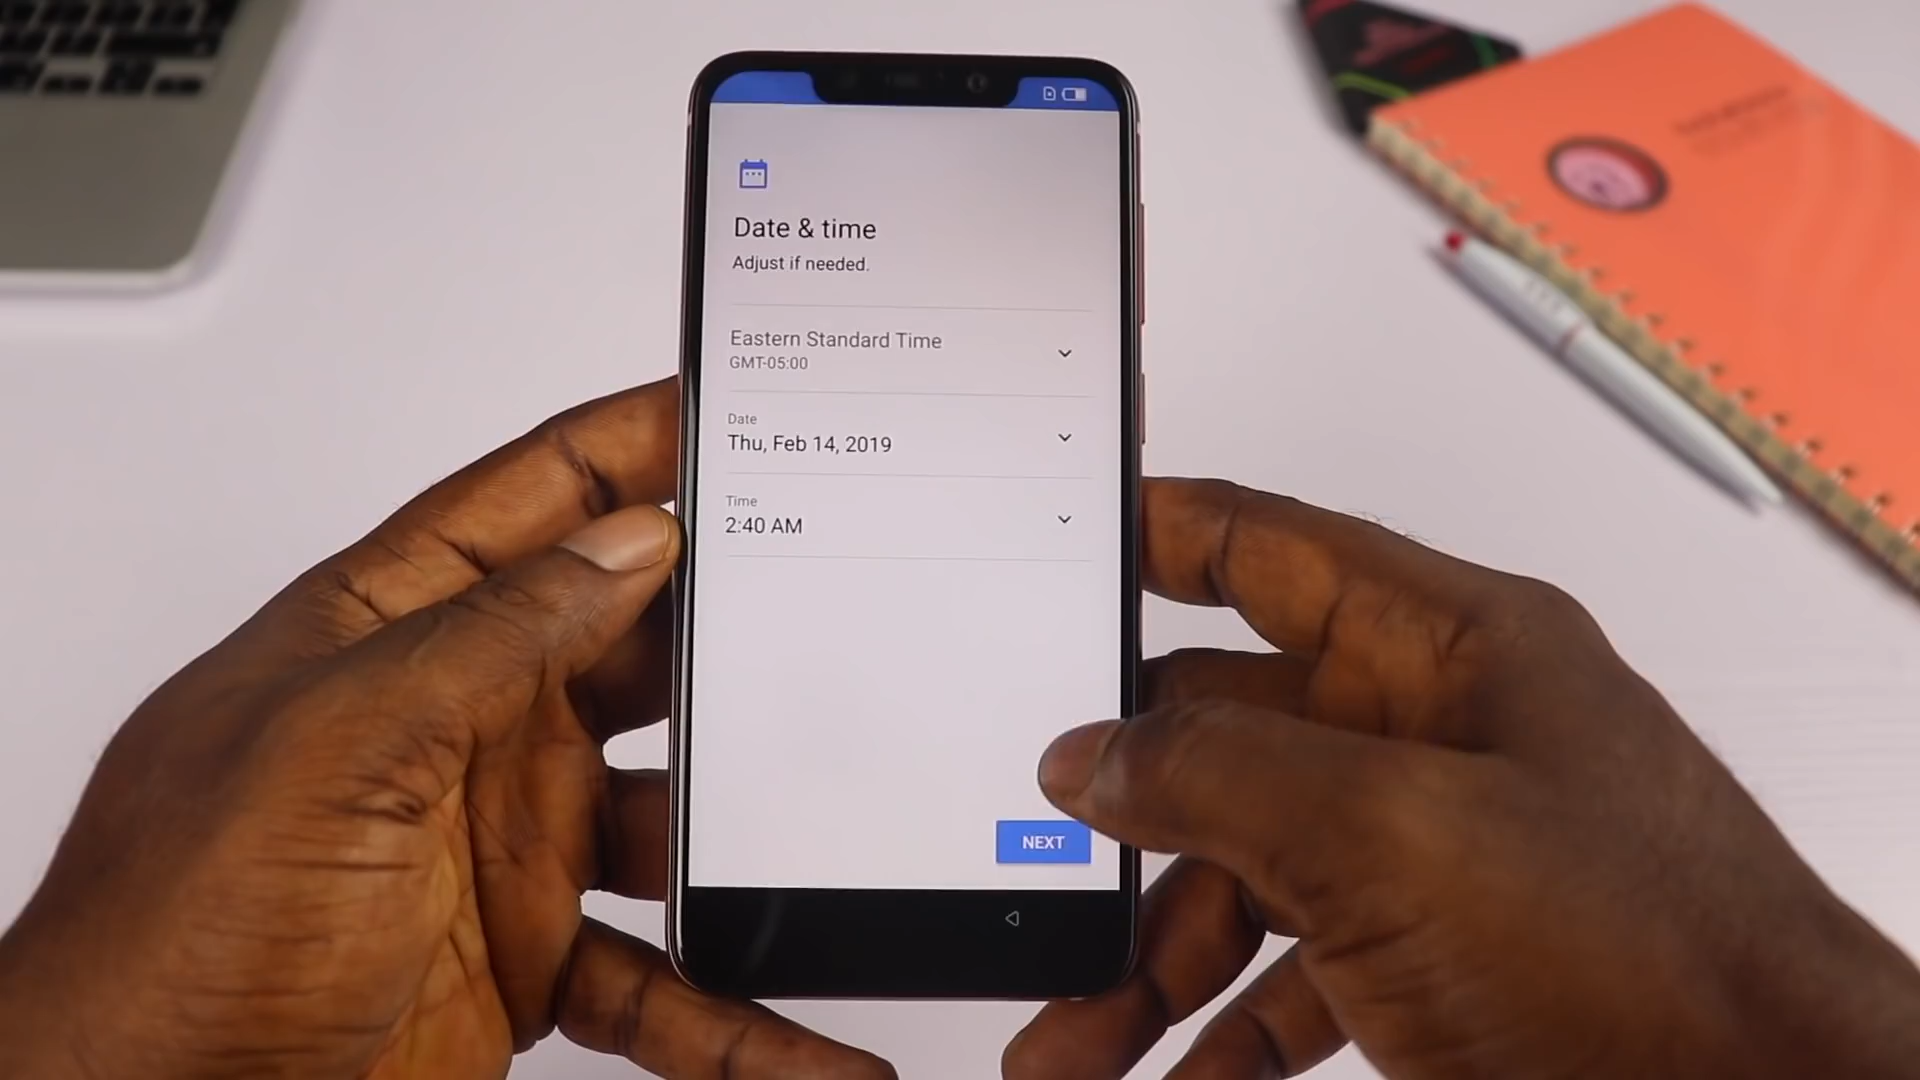 Date & time
Adjust if needed.
Eastern Standard Time
GMT-05:00
Date
Thu, Feb 14, 2019
Time
2:40 AM
NEXT